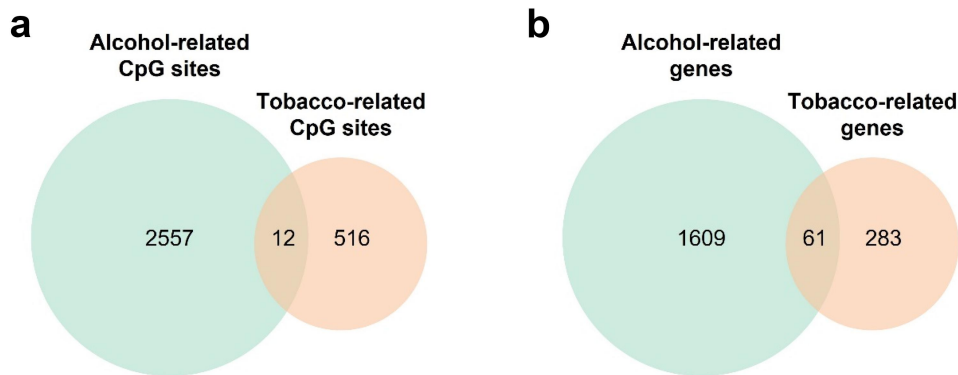 a
Alcohol-related
CpG sites
Tobacco-related
CpG sites
2557
12
516
b
Alcohol-related
genes
Tobacco-related
genes
1609
61
283